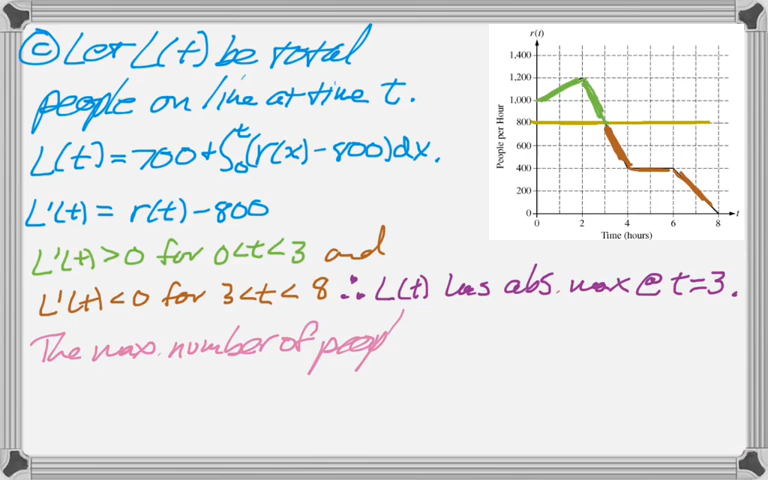 Ⓒ Let L(t) be total
people on line at time t.
L(t) = 700 + ∫₀ᵗ (r(x) − 800) dx.
L'(t) = r(t) − 800
L'(t) > 0 for 0 < t < 3 and
L'(t) < 0 for 3 < t < 8 ∴ L(t) has abs. max @ t = 3.
The max. number of peopl
r(t)
1,400
1,200
1,000
800
600
400
200
0
People per Hour
0 2 4 6 8 t
Time (hours)